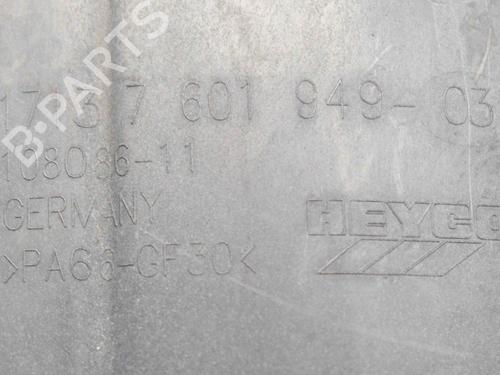 17 3 7 601 949-03
108086-11
GERMANY
>PA66-GF30<
HEYCO
B-PARTS